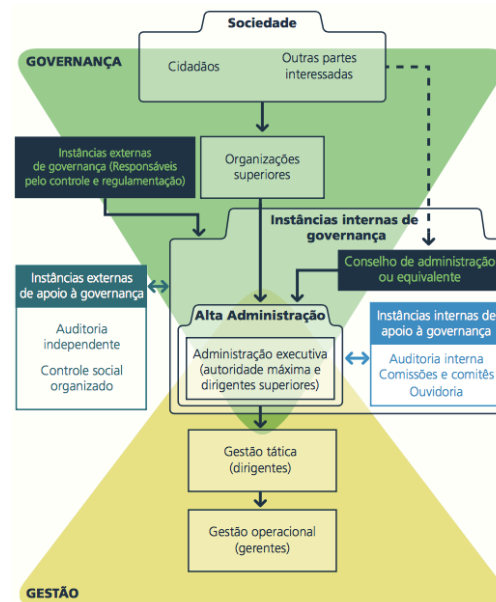 Sociedade
GOVERNANÇA
Cidadãos
Outras partes
interessadas
Instâncias externas
de governança (Responsáveis
pelo controle e regulamentação)
Organizações
superiores
Instâncias internas de
governança
Conselho de administração
ou equivalente
Instâncias externas
de apoio à governança
Auditoria
independente
Controle social
organizado
Alta Administração
Administração executiva
(autoridade máxima e
dirigentes superiores)
Instâncias internas de
apoio à governança
Auditoria interna
Comissões e comitês
Ouvidoria
Gestão tática
(dirigentes)
Gestão operacional
(gerentes)
GESTÃO